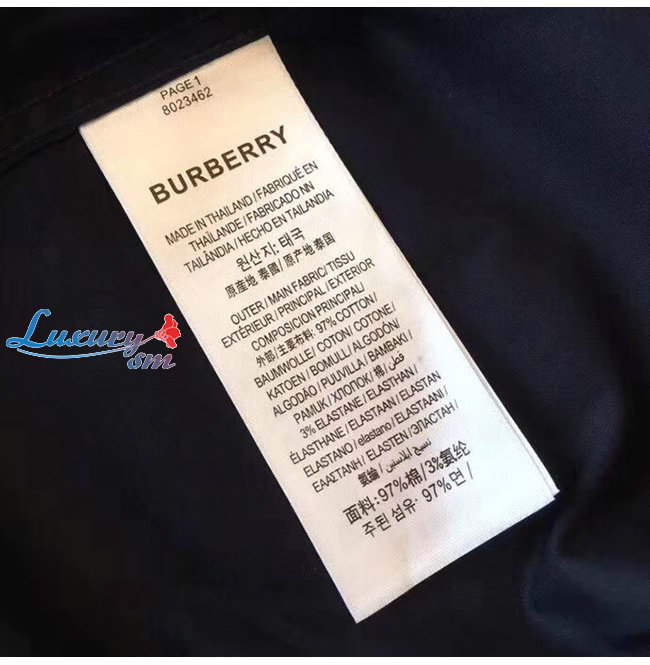 PAGE 1
8023462
BURBERRY
MADE IN THAILAND / FABRIQUÉ EN
THAÏLANDE / FABRICADO NN
TAILÂNDIA / HECHO EN TAILANDIA
원산지: 태국
原産地 泰國 / 原产地 泰国
OUTER / MAIN FABRIC / TISSU
EXTÉRIEUR / PRINCIPAL / EXTERIOR
COMPOSICION PRINCIPAL /
外部 / 主要布料 / 97% COTTON /
BAUMWOLLE / COTON / COTONE /
KATOEN / BOMULL / ALGODÓN /
ALGODÃO / PUUVILLA / BAMBAKI /
PAMUK / ХЛОПОК / 棉 / قطن /
3% ELASTANE / ELASTHAN /
ÉLASTHANE / ELASTAAN / ELASTAN
ELASTANO / elastano / ELASTAANI /
ΕΛΑΣΤΑΝΗ / ELASTEN / ЭЛАСТАН /
氨綸 / نسيج إيلاستين /
面料: 97%棉/3%氨纶
주된 섬유· 97%면 /
Luxury
sm